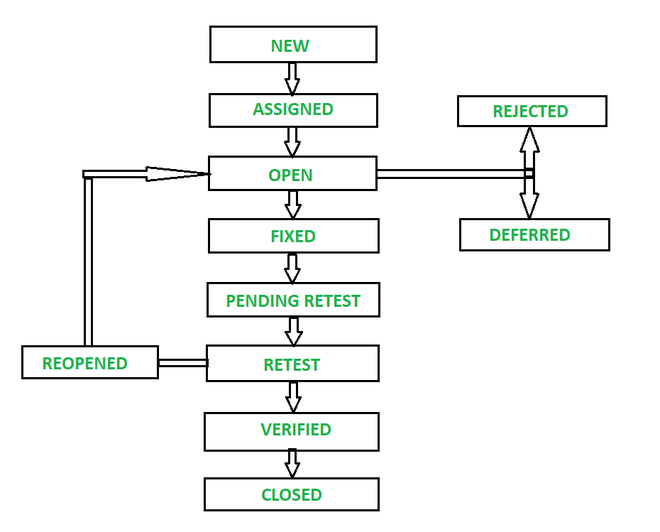 NEW
ASSIGNED
REJECTED
OPEN
FIXED
DEFERRED
PENDING RETEST
REOPENED
RETEST
VERIFIED
CLOSED